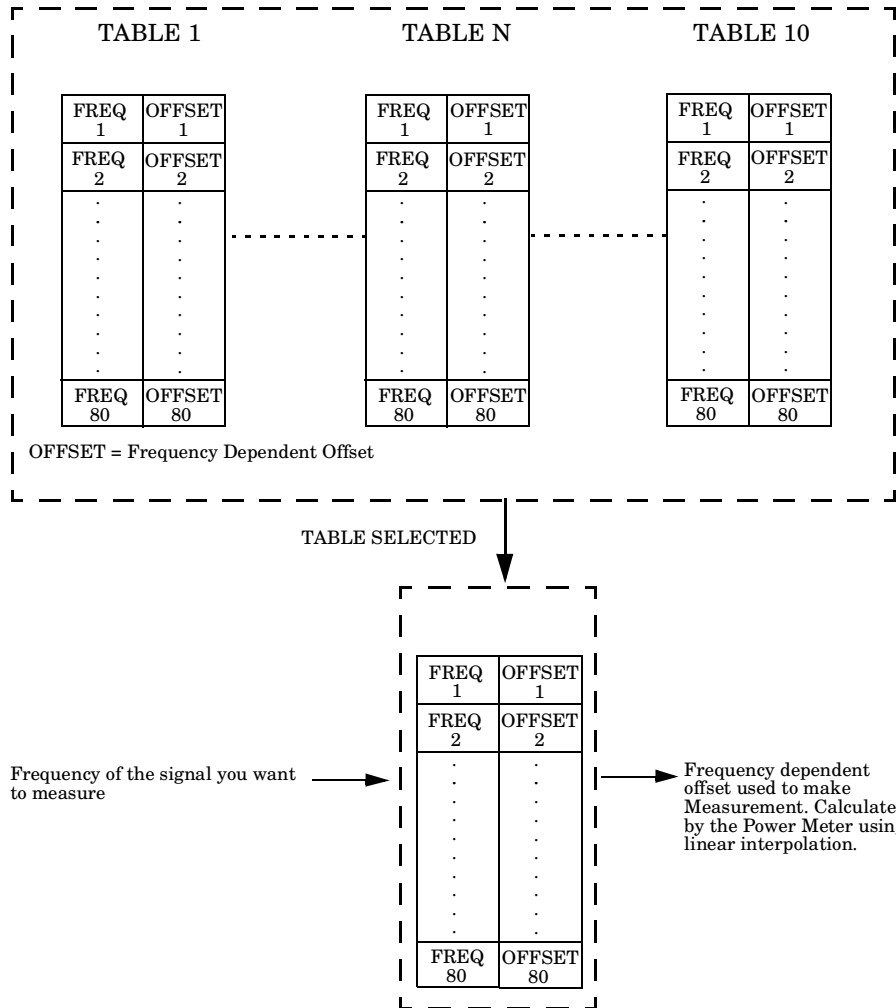 TABLE 1 TABLE N TABLE 10
FREQ OFFSET FREQ OFFSET FREQ OFFSET
1 1 1 1 1 1
FREQ OFFSET FREQ OFFSET FREQ OFFSET
2 2 2 2 2 2
FREQ OFFSET FREQ OFFSET FREQ OFFSET
80 80 80 80 80 80
OFFSET = Frequency Dependent Offset
TABLE SELECTED
FREQ OFFSET
1 1
FREQ OFFSET
2 2
Frequency of the signal you want
to measure
Frequency dependent
offset used to make
Measurement. Calculate
by the Power Meter usin
linear interpolation.
FREQ OFFSET
80 80